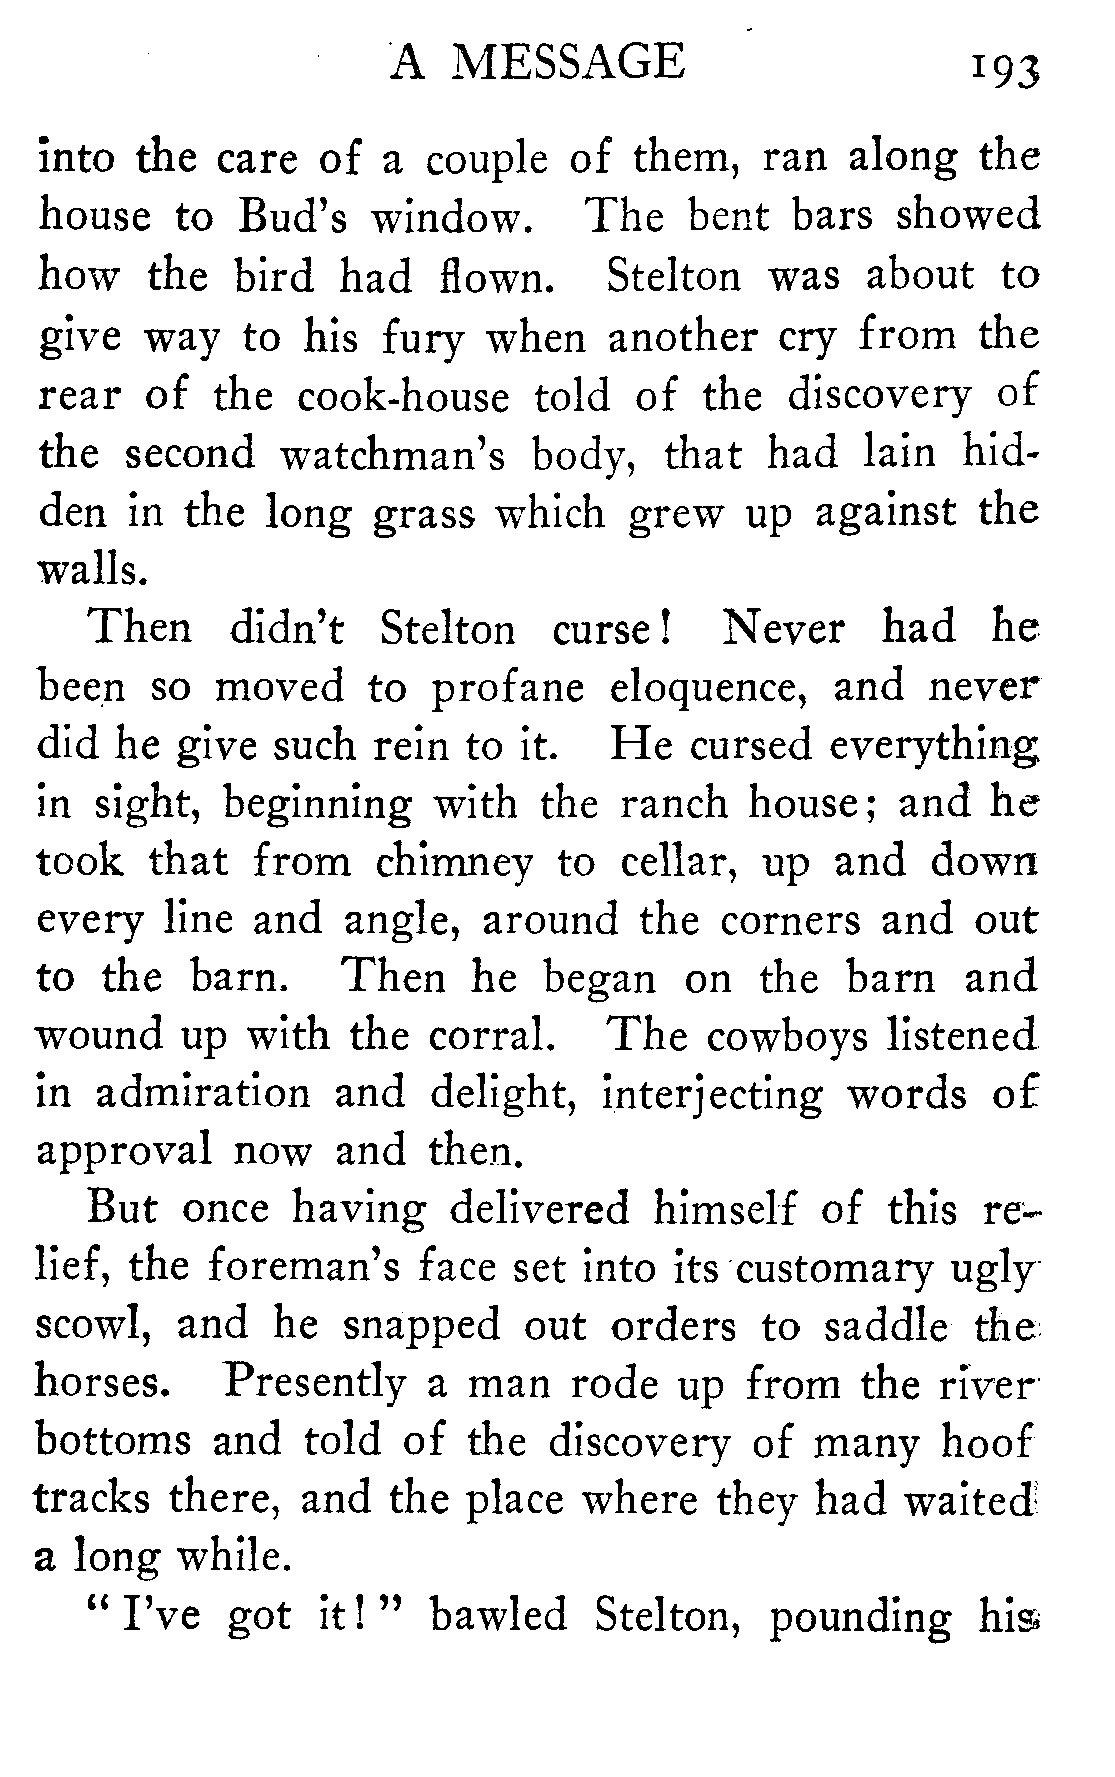 A MESSAGE 193
into the care of a couple of them, ran along the
house to Bud's window. The bent bars showed
how the bird had flown. Stelton was about to
give way to his fury when another cry from the
rear of the cook-house told of the discovery of
the second watchman's body, that had lain hid-
den in the long grass which grew up against the
walls.
Then didn't Stelton curse! Never had he
been so moved to profane eloquence, and never
did he give such rein to it. He cursed everything
in sight, beginning with the ranch house; and he
took that from chimney to cellar, up and down
every line and angle, around the corners and out
to the barn. Then he began on the barn and
wound up with the corral. The cowboys listened
in admiration and delight, interjecting words of
approval now and then.
But once having delivered himself of this re-
lief, the foreman's face set into its customary ugly
scowl, and he snapped out orders to saddle the
horses. Presently a man rode up from the river
bottoms and told of the discovery of many hoof
tracks there, and the place where they had waited
a long while.
"I've got it!" bawled Stelton, pounding his